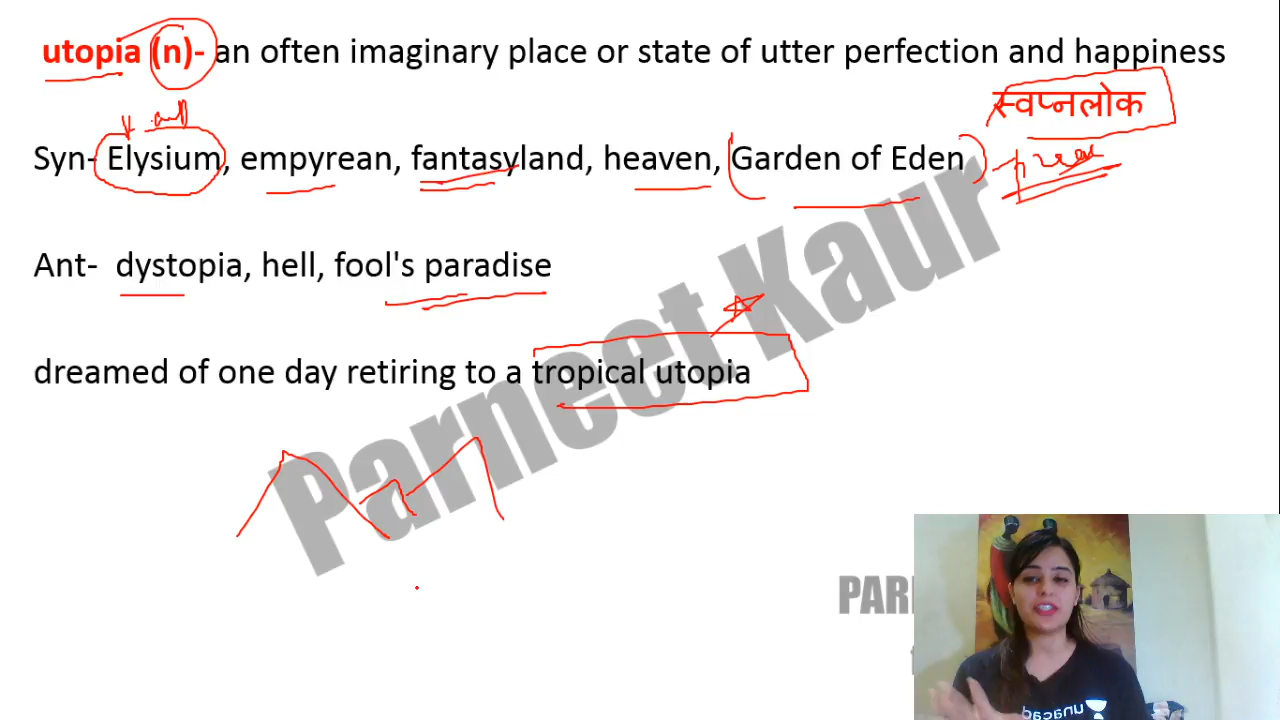 utopia (n)- an often imaginary place or state of utter perfection and happiness
स्वप्नलोक
Syn- Elysium, empyrean, fantasyland, heaven, Garden of Eden
Ant- dystopia, hell, fool's paradise
dreamed of one day retiring to a tropical utopia
Parneet Kaur
PAR
unacad